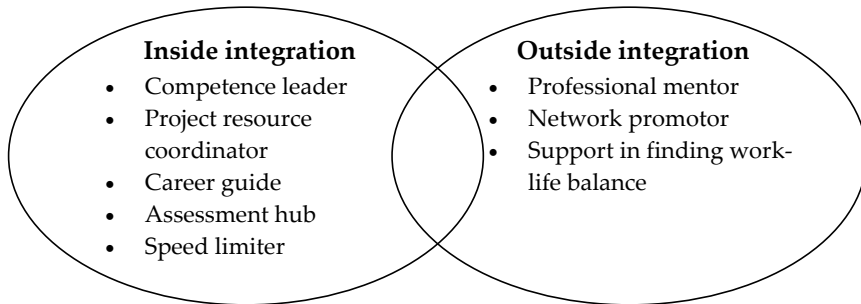 Inside integration
• Competence leader
• Project resource
coordinator
• Career guide
• Assessment hub
• Speed limiter
Outside integration
• Professional mentor
• Network promotor
• Support in finding work-
life balance